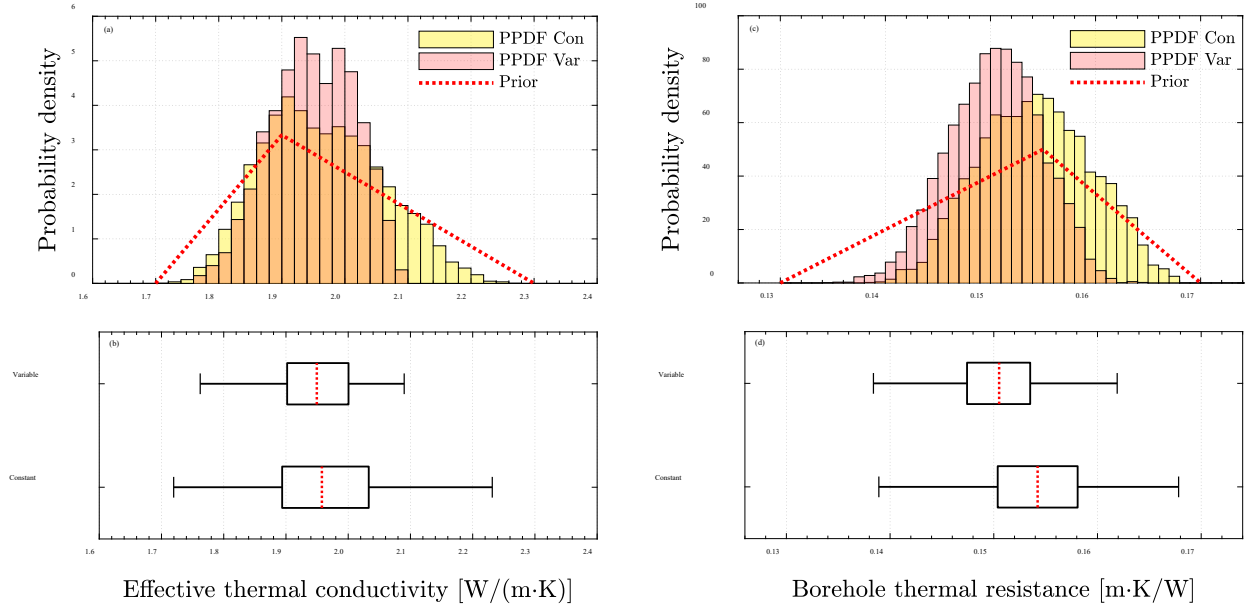 (a)
PPDF Con
PPDF Var
Prior
Probability density
6
5
4
3
2
1
0
1.6 1.7 1.8 1.9 2.0 2.1 2.2 2.3 2.4
(c)
PPDF Con
PPDF Var
Prior
Probability density
100
80
60
40
20
0
0.13 0.14 0.15 0.16 0.17
(b)
Variable
Constant
1.6 1.7 1.8 1.9 2.0 2.1 2.2 2.3 2.4
Effective thermal conductivity [W/(m·K)]
(d)
Variable
Constant
0.13 0.14 0.15 0.16 0.17
Borehole thermal resistance [m·K/W]